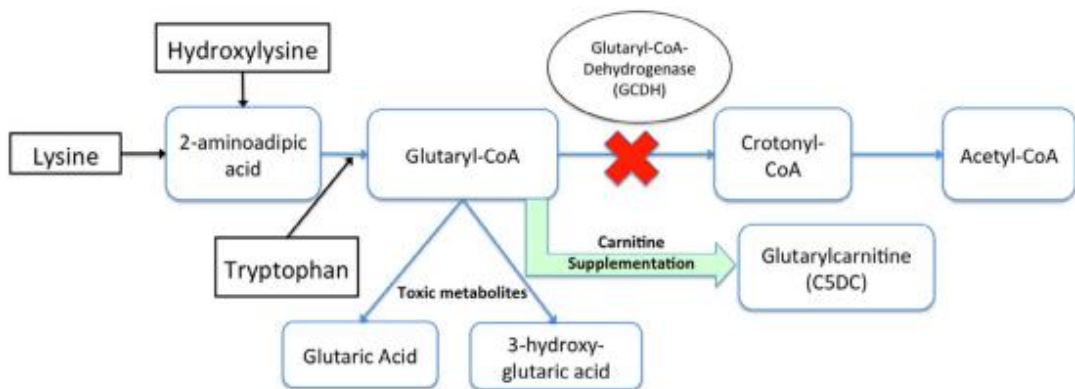 Hydroxylysine
Glutaryl-CoA-
Dehydrogenase
(GCDH)
Lysine
2-aminoadipic
acid
Glutaryl-CoA
Crotonyl-
CoA
Acetyl-CoA
Tryptophan
Carnitine
Supplementation
Glutarylcarnitine
(C5DC)
Toxic metabolites
Glutaric Acid
3-hydroxy-
glutaric acid